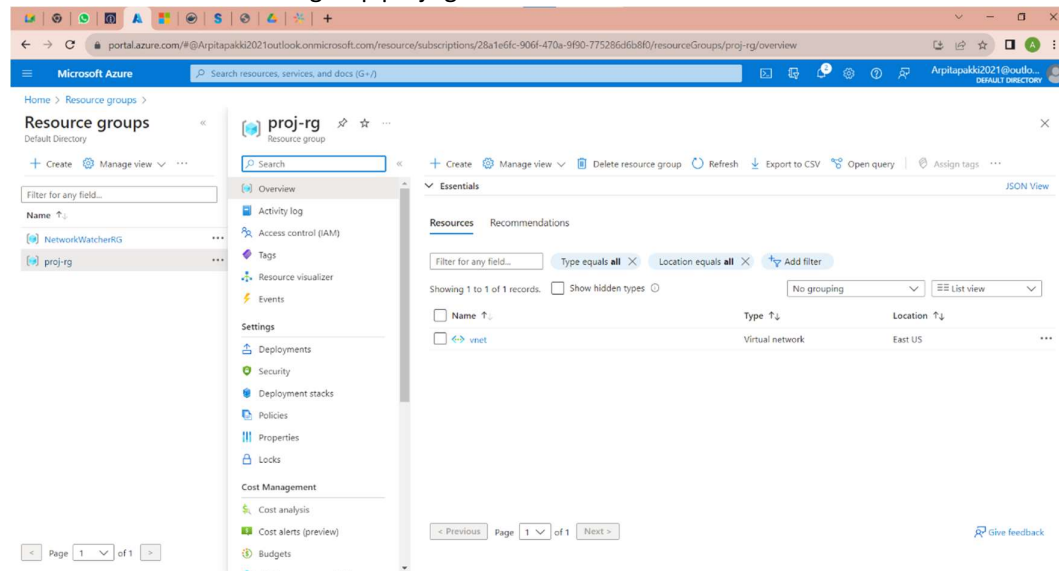 portal.azure.com/#@Arpitapakki2021outlook.onmicrosoft.com/resource/subscriptions/28a1e6fc-906f-470a-9f90-775286d6b8f0/resourceGroups/proj-rg/overview
Microsoft Azure
Search resources, services, and docs (G+/)
Arpitapakki2021@outlo...
DEFAULT DIRECTORY
Home > Resource groups >
Resource groups
Default Directory
+ Create Manage view ...
Filter for any field...
Name
NetworkWatcherRG ...
proj-rg ...
< Page 1 of 1 >
proj-rg ...
Resource group
Search
Overview
Activity log
Access control (IAM)
Tags
Resource visualizer
Events
Settings
Deployments
Security
Deployment stacks
Policies
Properties
Locks
Cost Management
Cost analysis
Cost alerts (preview)
Budgets
+ Create Manage view Delete resource group Refresh Export to CSV Open query Assign tags ...
Essentials JSON View
Resources Recommendations
Filter for any field... Type equals all Location equals all Add filter
Showing 1 to 1 of 1 records. Show hidden types No grouping List view
Name Type Location
vnet Virtual network East US ...
< Previous Page 1 of 1 Next > Give feedback